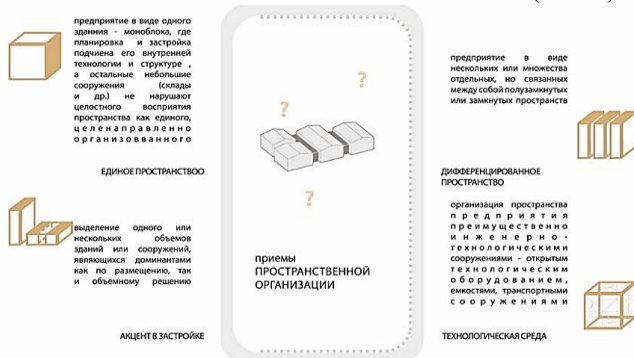 предприятие в виде одного
здания - моноблока, где
планировка и застройка
подчиена его внутренней
технологии и структуре ,
а остальные небольшие
сооружения (склады
и др.) не нарушают
целостного восприятия
пространства как единого,
целенаправленно
организовванного
ЕДИНОЕ ПРОСТРАНСТВОО
выделение одного или
нескольких объемов
зданий или сооружений,
являющихся доминантами
как по размещению, так
и объемному решению
АКЦЕНТ В ЗАСТРОЙКЕ
?
?
?
приемы
ПРОСТРАНСТВЕННОЙ
ОРГАНИЗАЦИИ
предприятие в виде
нескольких или множества
отдельных, но связанных
между собой полузамкнутых
или замкнутых пространств
ДИФФЕРЕНЦИРОВАННОЕ
ПРОСТРАНСТВО
организация пространства
предприятия
преимущественно
инженерно-
технологическими
сооружениями - открытым
технологическим
оборудованием,
емкостями, транспортными
сооружениями
ТЕХНОЛОГИЧЕСКАЯ СРЕДА